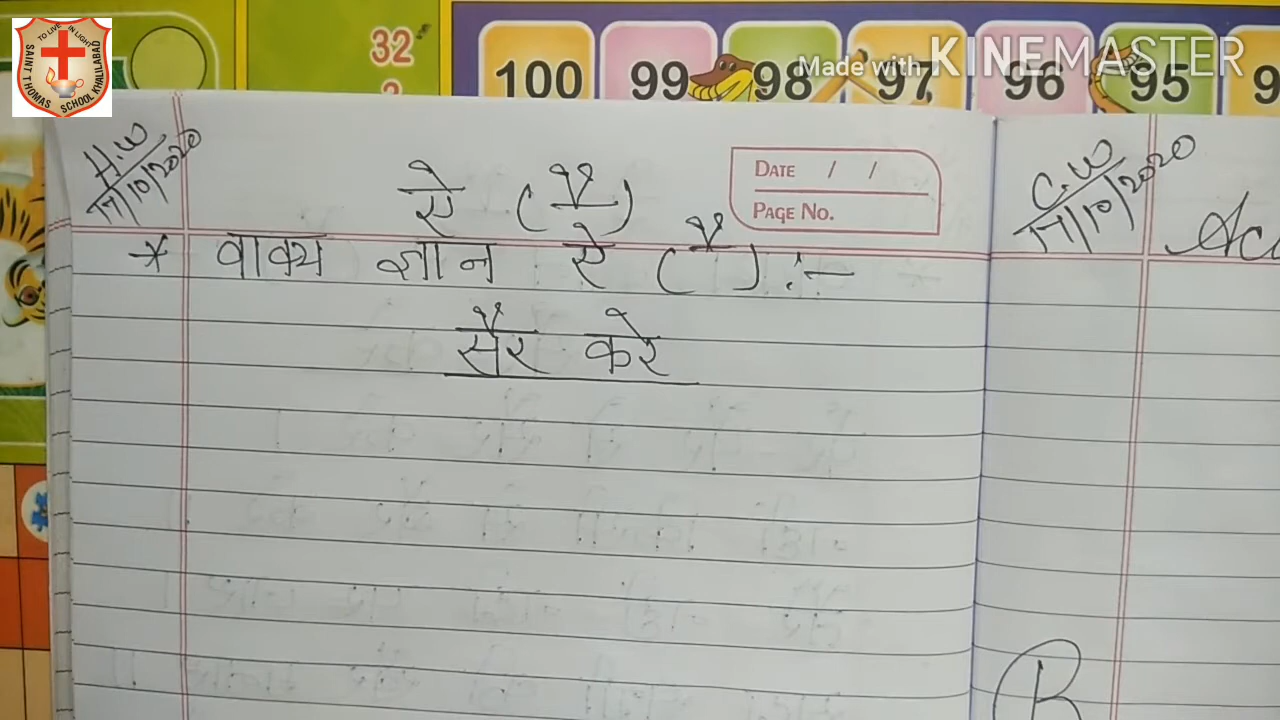 TO LIVE IN LIGHT
SAINT THOMAS SCHOOL KHALILABAD
32
100 99 98 97 96 95 9
Made with KINEMASTER
H.W
17/10/2020
DATE / /
PAGE No.
C.W
17/10/2020
ऐ (ै)
* वाक्य ज्ञान ऐ (ै) :-
सैर करे
B